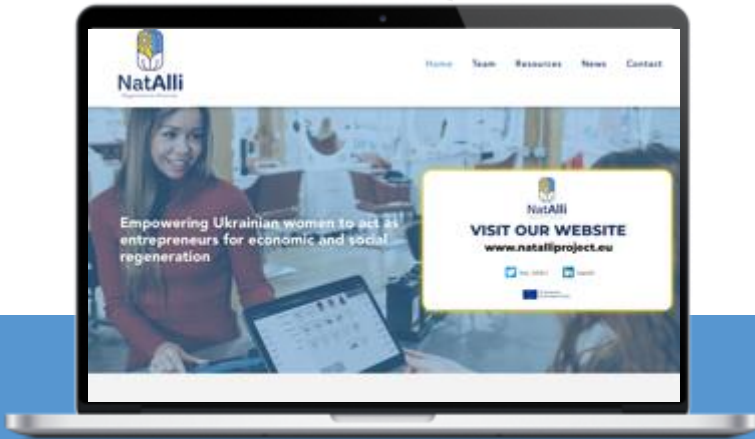 NatAlli
Home Team Resources News Contact
Empowering Ukrainian women to act as
entrepreneurs for economic and social
regeneration
NatAlli
VISIT OUR WEBSITE
www.natalliproject.eu